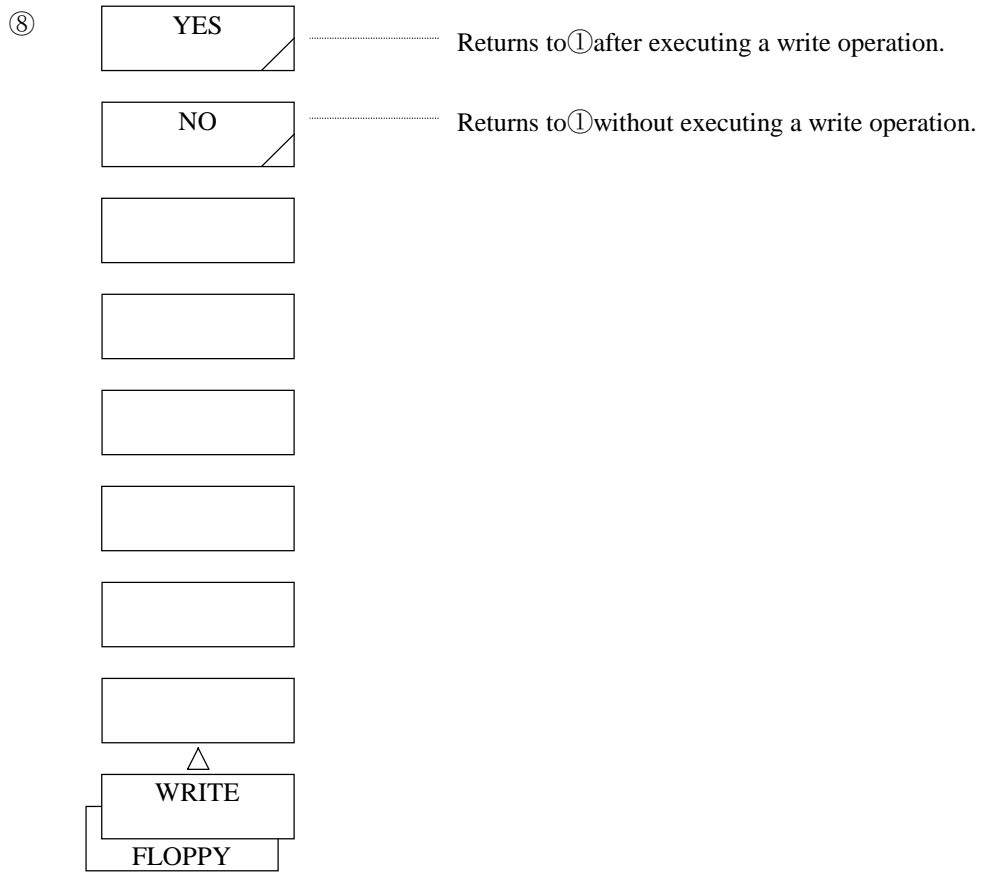 ⑧
YES
Returns to①after executing a write operation.
NO
Returns to①without executing a write operation.
WRITE
FLOPPY